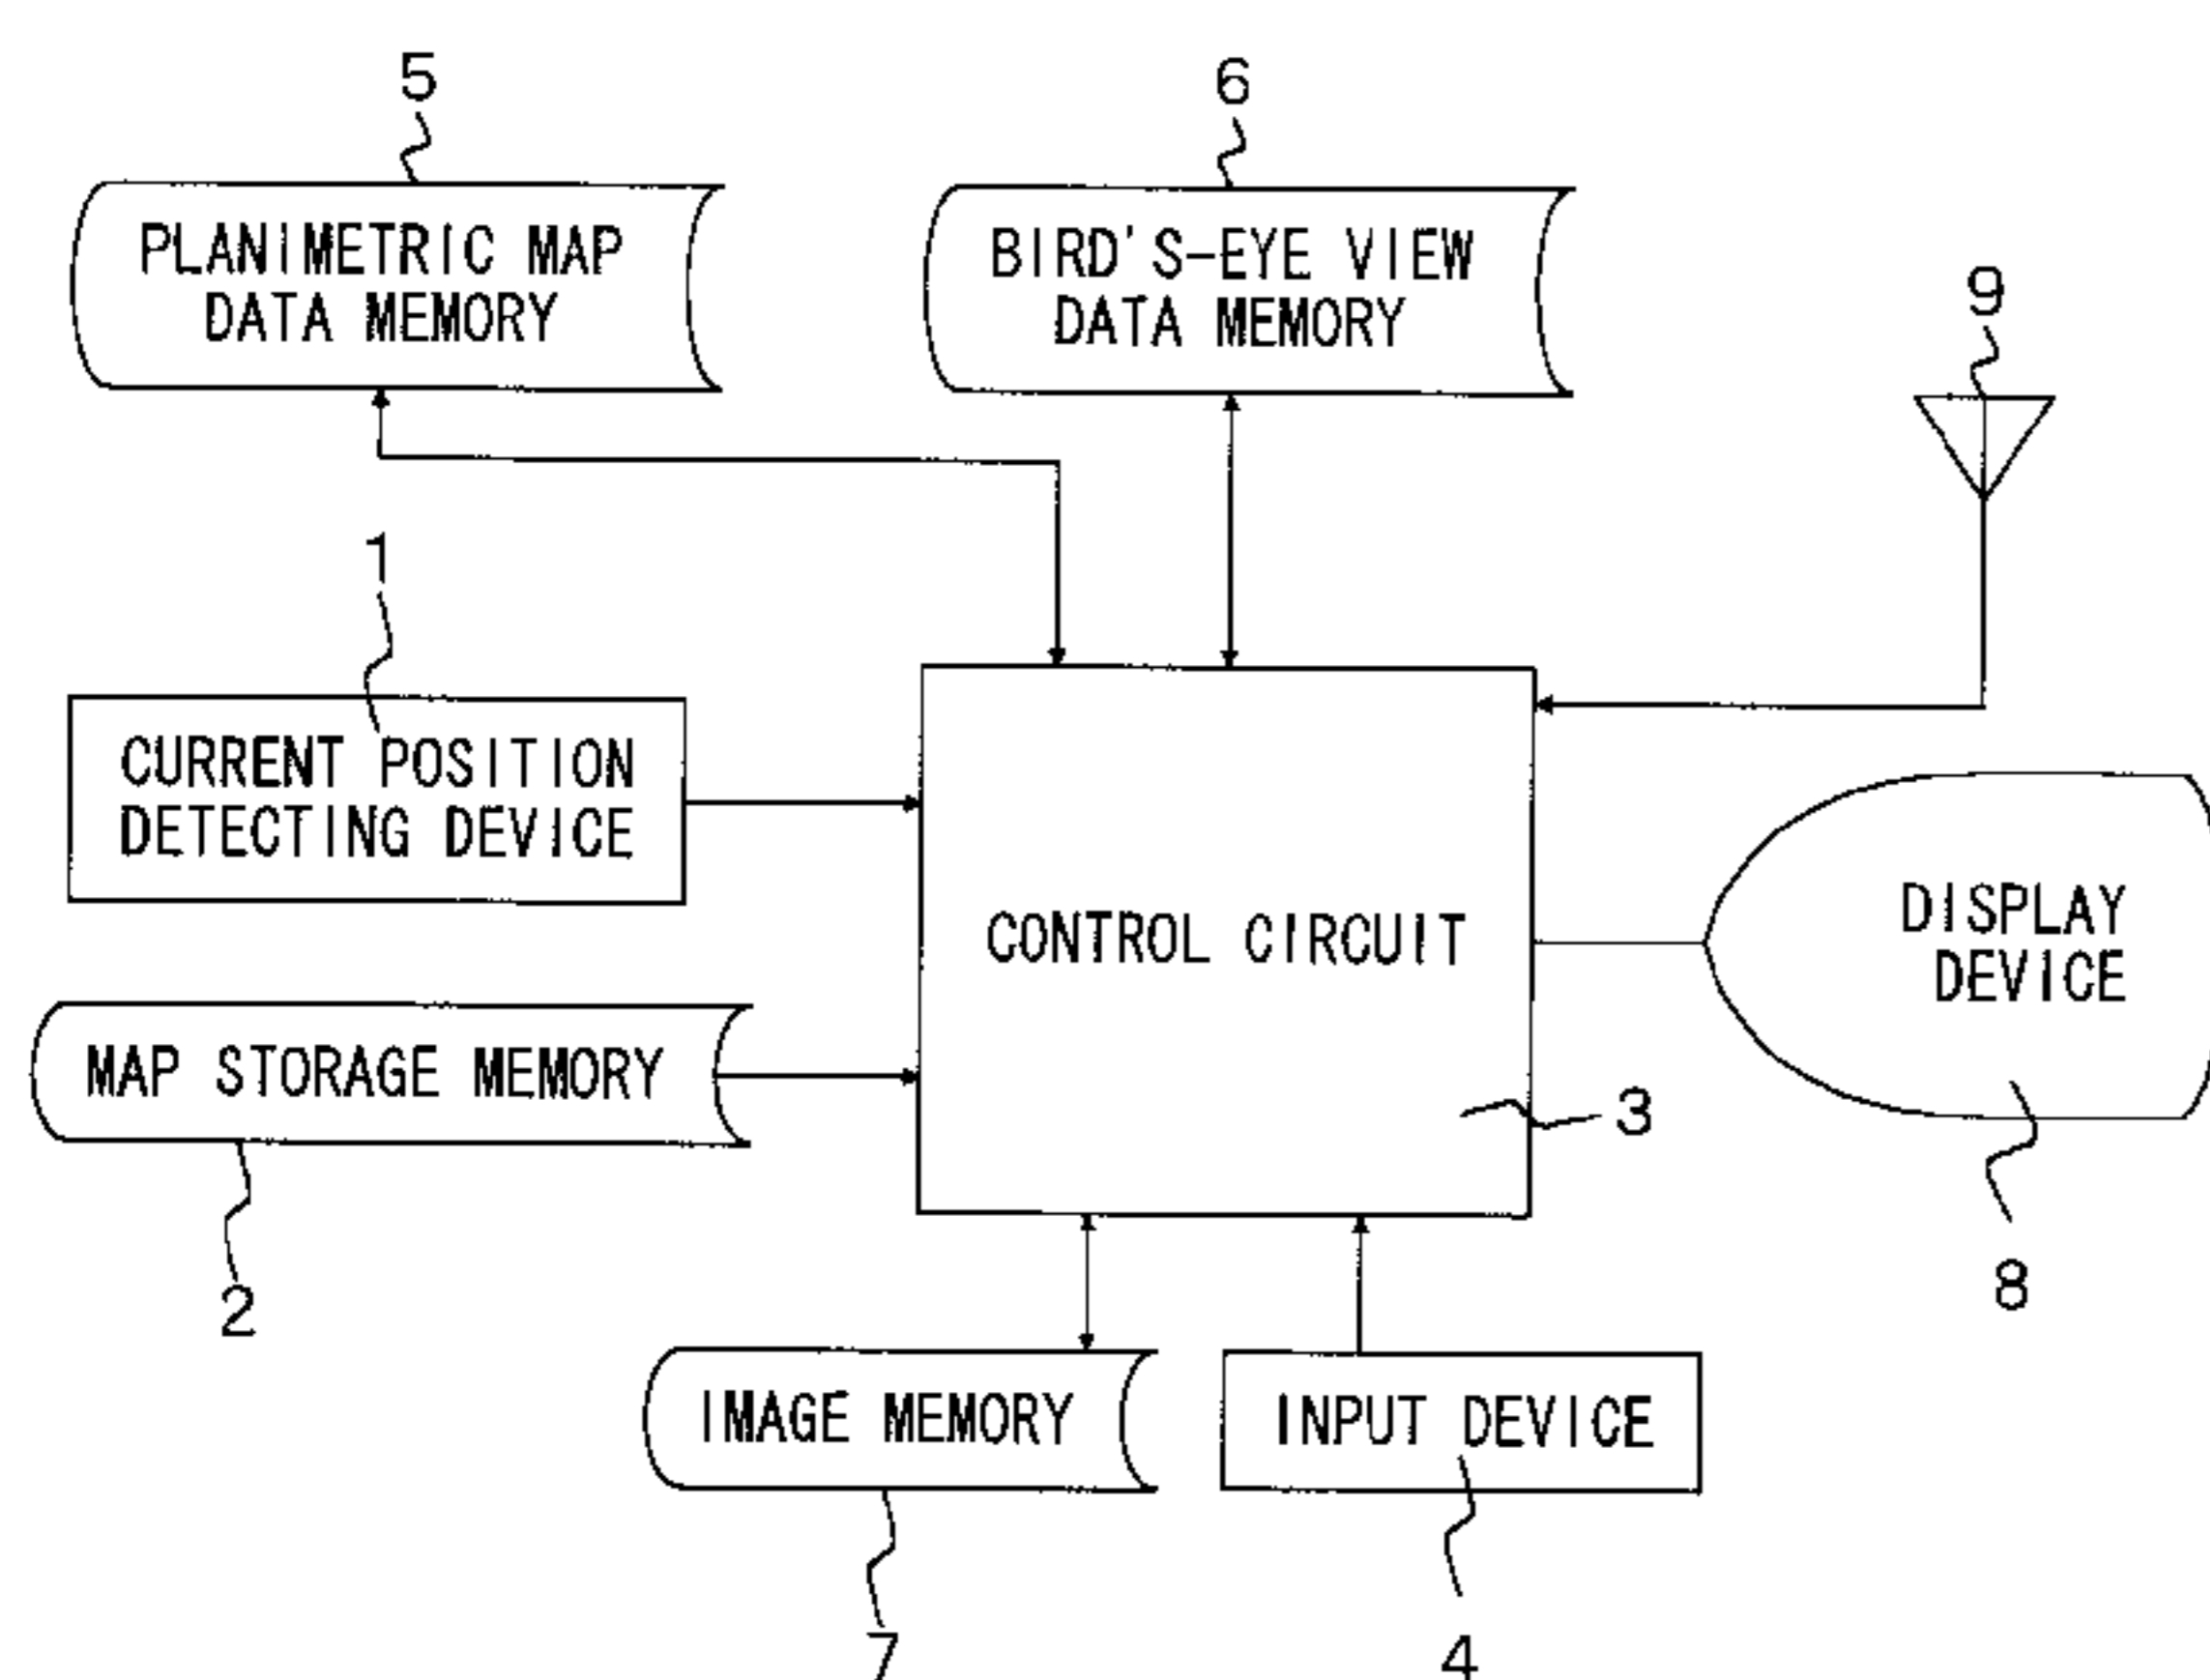 5
6
PLANIMETRIC MAP
DATA MEMORY
BIRD'S-EYE VIEW
DATA MEMORY
9
1
CURRENT POSITION
DETECTING DEVICE
CONTROL CIRCUIT
DISPLAY
DEVICE
MAP STORAGE MEMORY
3
2
8
IMAGE MEMORY
INPUT DEVICE
7
4